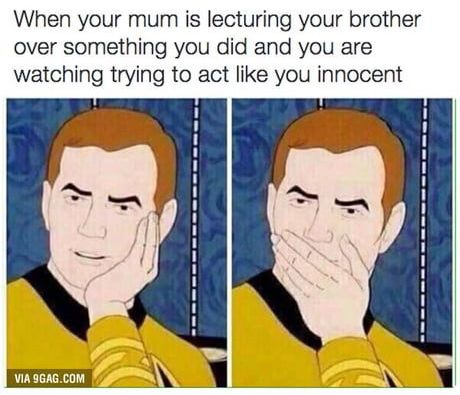 When your mum is lecturing your brother
over something you did and you are
watching trying to act like you innocent
VIA 9GAG.COM